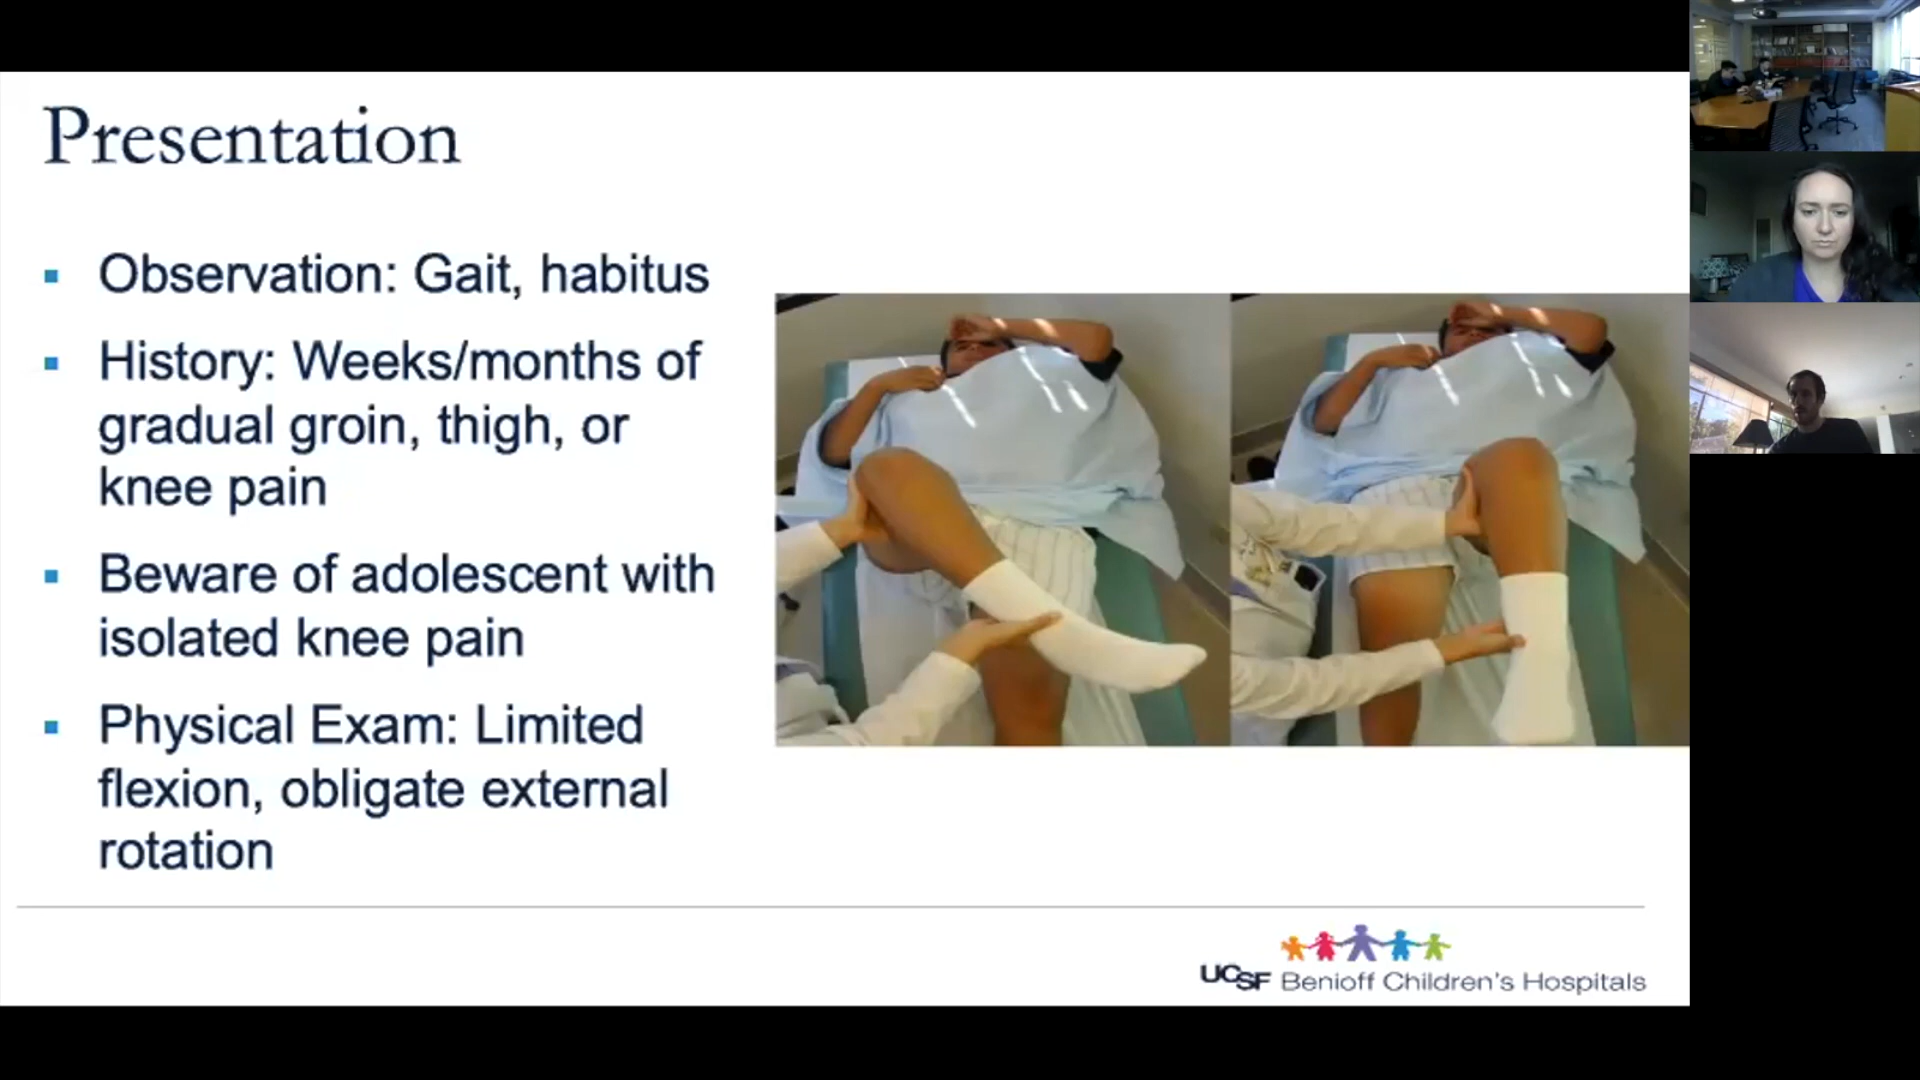 Presentation
Observation: Gait, habitus
History: Weeks/months of
gradual groin, thigh, or
knee pain
Beware of adolescent with
isolated knee pain
Physical Exam: Limited
flexion, obligate external
rotation
UCSF Benioff Children's Hospitals